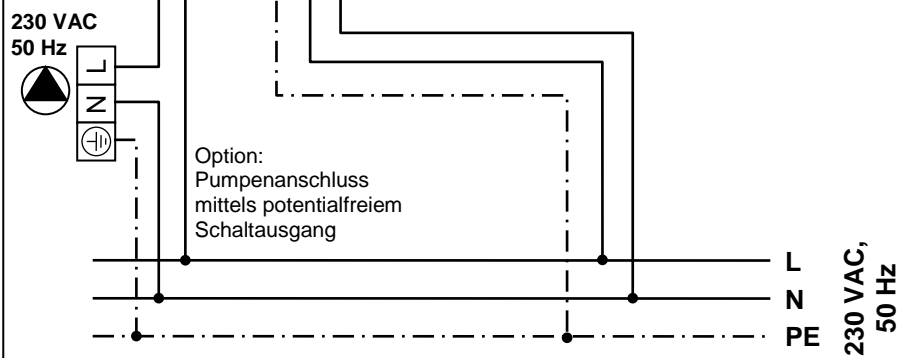 230 VAC
50 Hz
L
N
Option:
Pumpenanschluss
mittels potentialfreiem
Schaltausgang
L
N
PE
230 VAC,
50 Hz